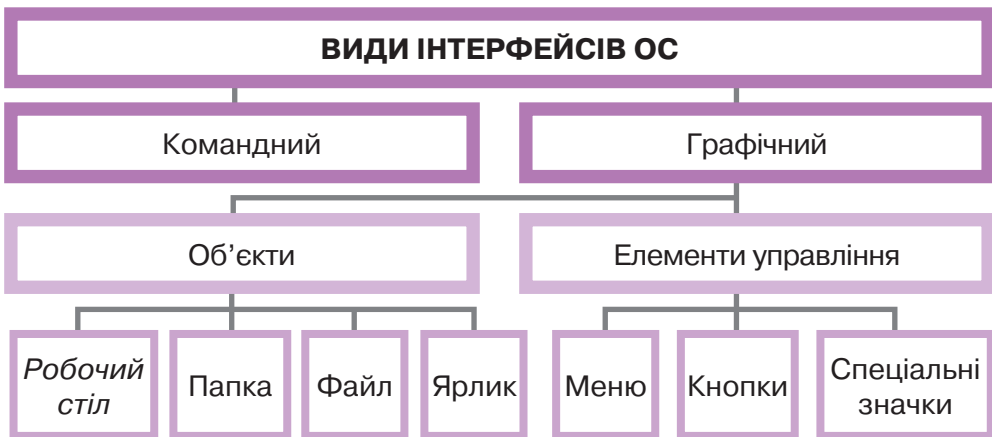 ВИДИ ІНТЕРФЕЙСІВ ОС
Командний
Графічний
Об’єкти
Елементи управління
Робочий
стіл
Папка
Файл
Ярлик
Меню
Кнопки
Спеціальні
значки